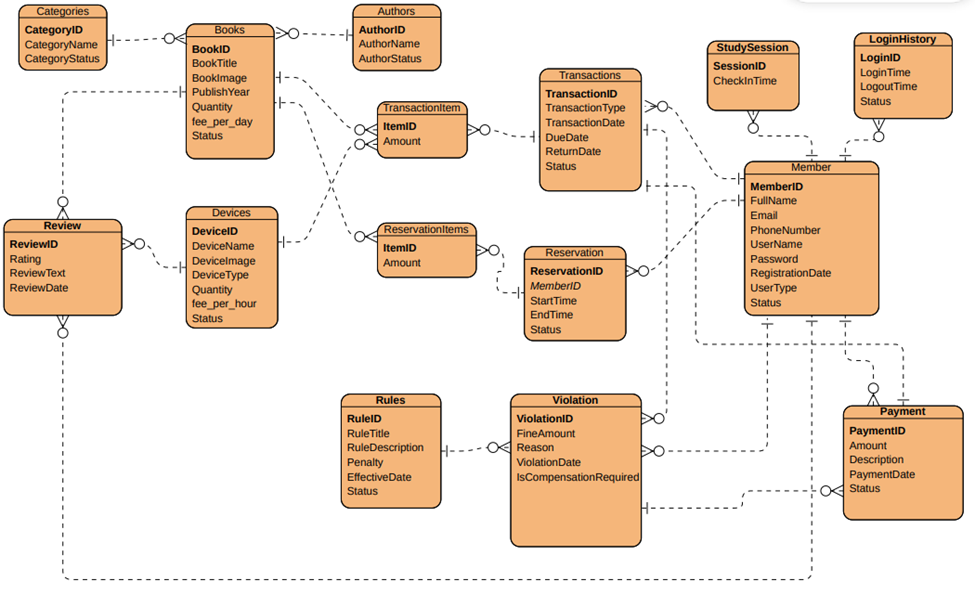 Categories
CategoryID
CategoryName
CategoryStatus
Books
BookID
BookTitle
BookImage
PublishYear
Quantity
fee_per_day
Status
Authors
AuthorID
AuthorName
AuthorStatus
TransactionItem
ItemID
Amount
Transactions
TransactionID
TransactionType
TransactionDate
DueDate
ReturnDate
Status
StudySession
SessionID
CheckInTime
LoginHistory
LoginID
LoginTime
LogoutTime
Status
Review
ReviewID
Rating
ReviewText
ReviewDate
Devices
DeviceID
DeviceName
DeviceImage
DeviceType
Quantity
fee_per_hour
Status
ReservationItems
ItemID
Amount
Reservation
ReservationID
MemberID
StartTime
EndTime
Status
Member
MemberID
FullName
Email
PhoneNumber
UserName
Password
RegistrationDate
UserType
Status
Rules
RuleID
RuleTitle
RuleDescription
Penalty
EffectiveDate
Status
Violation
ViolationID
FineAmount
Reason
ViolationDate
IsCompensationRequired
Payment
PaymentID
Amount
Description
PaymentDate
Status